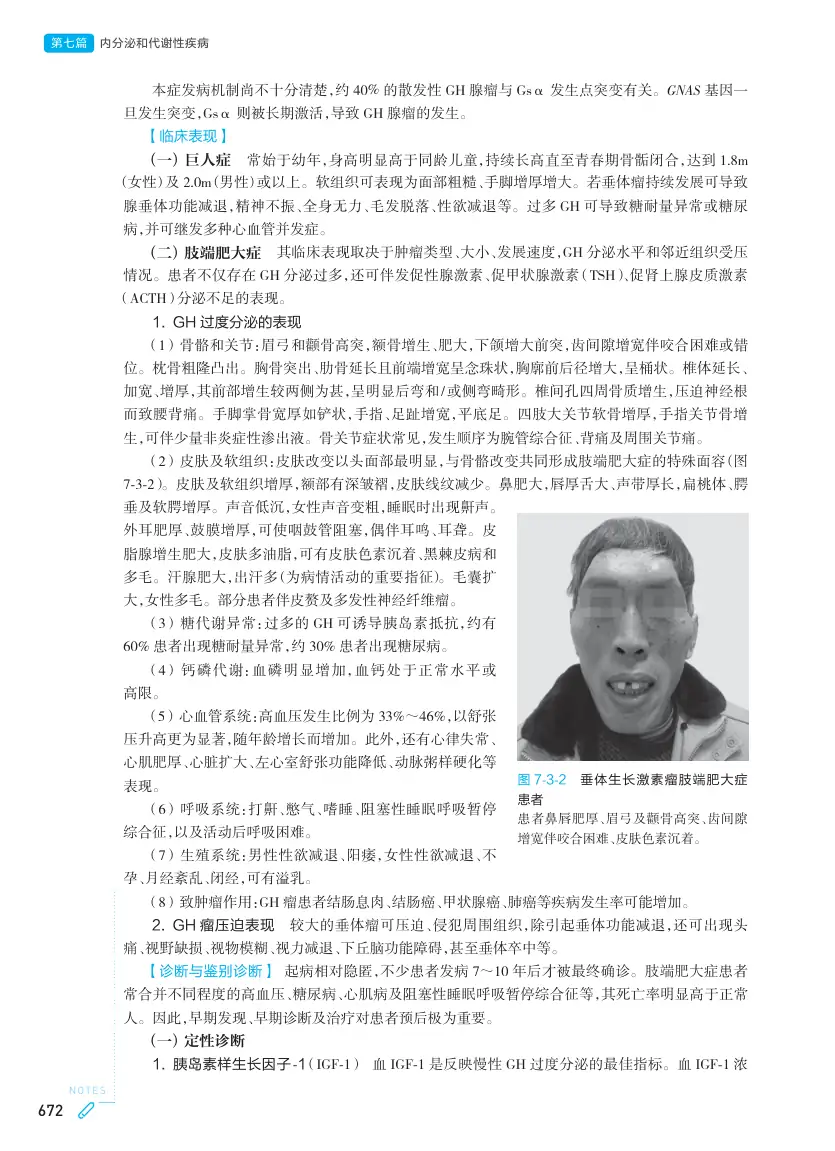 第七篇 内分泌和代谢性疾病
本症发病机制尚不十分清楚,约 40% 的散发性 GH 腺瘤与 Gsα 发生点突变有关。GNAS 基因一
旦发生突变,Gsα 则被长期激活,导致 GH 腺瘤的发生。
【临床表现】
（一）巨人症 常始于幼年,身高明显高于同龄儿童,持续长高直至青春期骨骺闭合,达到 1.8m
（女性）及 2.0m（男性）或以上。软组织可表现为面部粗糙、手脚增厚增大。若垂体瘤持续发展可导致
腺垂体功能减退,精神不振、全身无力、毛发脱落、性欲减退等。过多 GH 可导致糖耐量异常或糖尿
病,并可继发多种心血管并发症。
（二）肢端肥大症 其临床表现取决于肿瘤类型、大小、发展速度,GH 分泌水平和邻近组织受压
情况。患者不仅存在 GH 分泌过多,还可伴发促性腺激素、促甲状腺激素（TSH）、促肾上腺皮质激素
（ACTH）分泌不足的表现。
1. GH 过度分泌的表现
（1）骨骼和关节:眉弓和颧骨高突,额骨增生、肥大,下颌增大前突,齿间隙增宽伴咬合困难或错
位。枕骨粗隆凸出。胸骨突出、肋骨延长且前端增宽呈念珠状,胸廓前后径增大,呈桶状。椎体延长、
加宽、增厚,其前部增生较两侧为甚,呈明显后弯和/或侧弯畸形。椎间孔四周骨质增生,压迫神经根
而致腰背痛。手脚掌骨宽厚如铲状,手指、足趾增宽,平底足。四肢大关节软骨增厚,手指关节骨增
生,可伴少量非炎症性渗出液。骨关节症状常见,发生顺序为腕管综合征、背痛及周围关节痛。
（2）皮肤及软组织:皮肤改变以头面部最明显,与骨骼改变共同形成肢端肥大症的特殊面容（图
7-3-2）。皮肤及软组织增厚,额部有深皱褶,皮肤线纹减少。鼻肥大,唇厚舌大、声带厚长,扁桃体、腭
垂及软腭增厚。声音低沉,女性声音变粗,睡眠时出现鼾声。
外耳肥厚、鼓膜增厚,可使咽鼓管阻塞,偶伴耳鸣、耳聋。皮
脂腺增生肥大,皮肤多油脂,可有皮肤色素沉着、黑棘皮病和
多毛。汗腺肥大,出汗多（为病情活动的重要指征）。毛囊扩
大,女性多毛。部分患者伴皮赘及多发性神经纤维瘤。
（3）糖代谢异常:过多的 GH 可诱导胰岛素抵抗,约有
60% 患者出现糖耐量异常,约 30% 患者出现糖尿病。
（4）钙磷代谢:血磷明显增加,血钙处于正常水平或
高限。
（5）心血管系统:高血压发生比例为 33%～46%,以舒张
压升高更为显著,随年龄增长而增加。此外,还有心律失常、
心肌肥厚、心脏扩大、左心室舒张功能降低、动脉粥样硬化等
表现。
（6）呼吸系统:打鼾、憋气、嗜睡、阻塞性睡眠呼吸暂停
综合征,以及活动后呼吸困难。
（7）生殖系统:男性性欲减退、阳痿,女性性欲减退、不
孕、月经紊乱、闭经,可有溢乳。
图 7-3-2 垂体生长激素瘤肢端肥大症
患者
患者鼻唇肥厚、眉弓及颧骨高突、齿间隙
增宽伴咬合困难、皮肤色素沉着。
（8）致肿瘤作用:GH 瘤患者结肠息肉、结肠癌、甲状腺癌、肺癌等疾病发生率可能增加。
2. GH 瘤压迫表现 较大的垂体瘤可压迫、侵犯周围组织,除引起垂体功能减退,还可出现头
痛、视野缺损、视物模糊、视力减退、下丘脑功能障碍,甚至垂体卒中等。
【诊断与鉴别诊断】 起病相对隐匿,不少患者发病 7～10 年后才被最终确诊。肢端肥大症患者
常合并不同程度的高血压、糖尿病、心肌病及阻塞性睡眠呼吸暂停综合征等,其死亡率明显高于正常
人。因此,早期发现、早期诊断及治疗对患者预后极为重要。
（一）定性诊断
1. 胰岛素样生长因子-1（IGF-1） 血 IGF-1 是反映慢性 GH 过度分泌的最佳指标。血 IGF-1 浓
NOTES
672